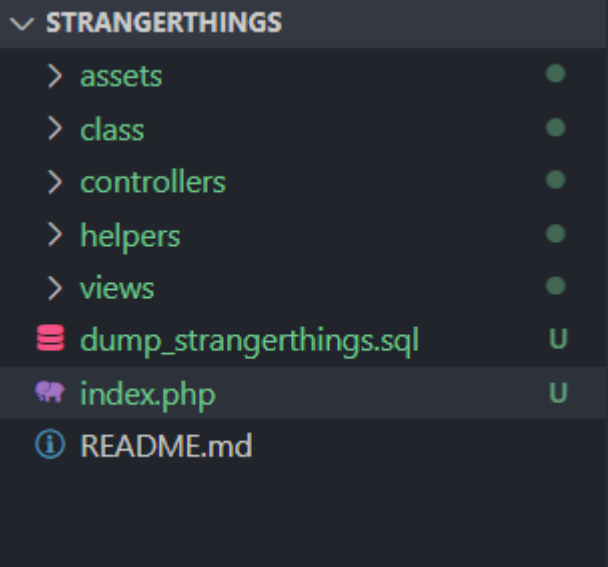 STRANGERTHINGS
assets
class
controllers
helpers
views
dump_strangerthings.sql U
index.php U
README.md